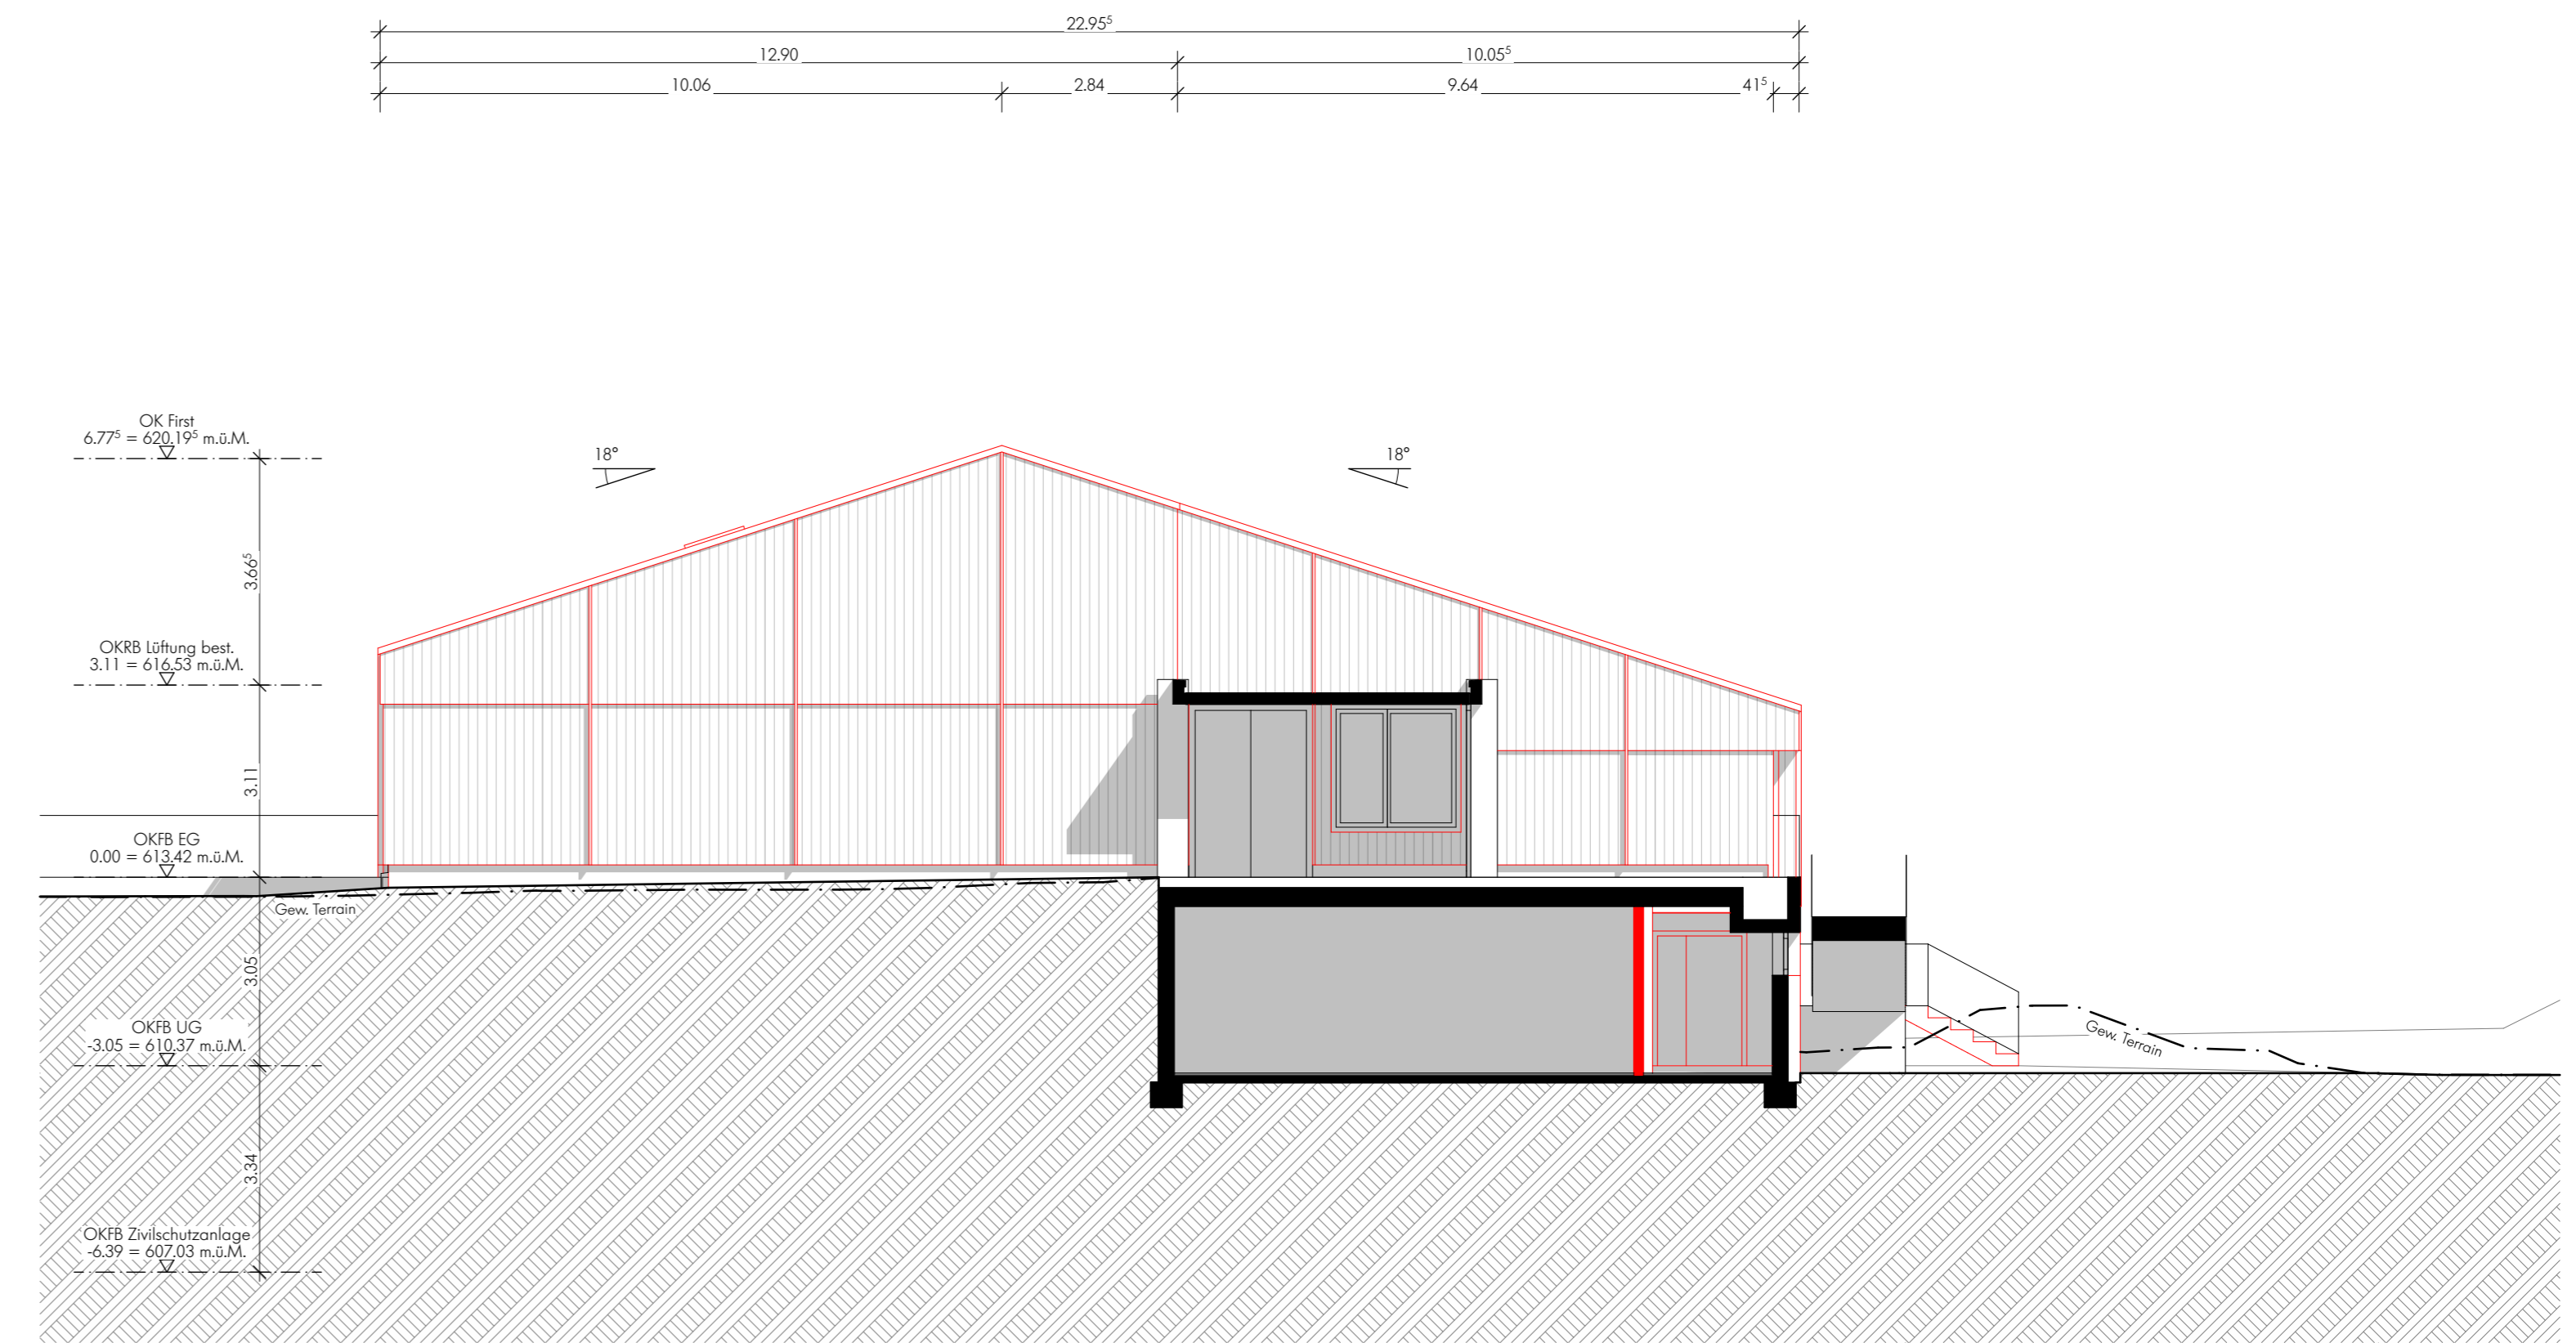 22.95⁵
12.90
10.05⁵
10.06
2.84
9.64
41⁵
OK First
6.77⁵ = 620.19⁵ m.ü.M.
18°
18°
3.66⁵
OKRB Lüftung best.
3.11 = 616.53 m.ü.M.
3.11
OKFB EG
0.00 = 613.42 m.ü.M.
Gew. Terrain
3.05
OKFB UG
-3.05 = 610.37 m.ü.M.
Gew. Terrain
3.34
OKFB Zivilschutzanlage
-6.39 = 607.03 m.ü.M.